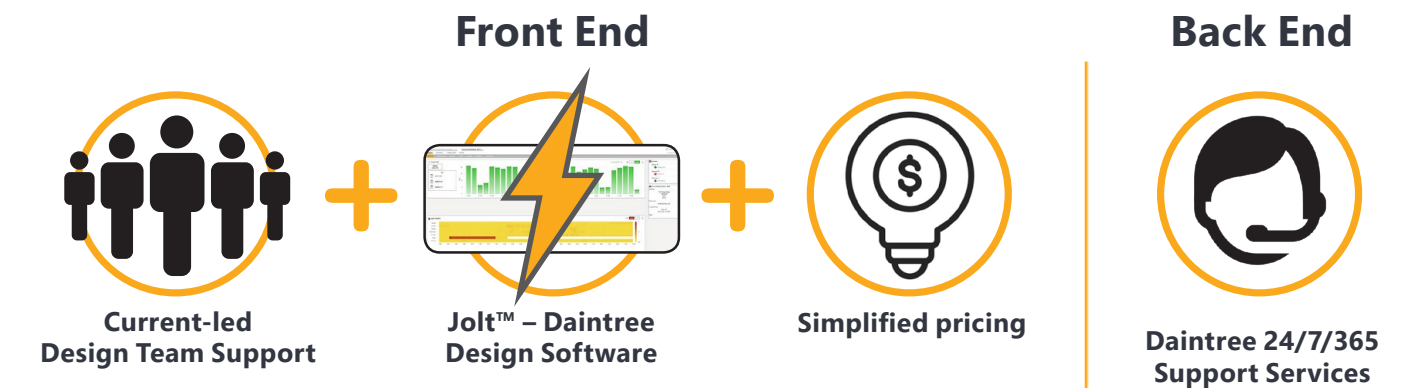 Front End
Back End
$
Current-led
Design Team Support
Jolt™ – Daintree
Design Software
Simplified pricing
Daintree 24/7/365
Support Services